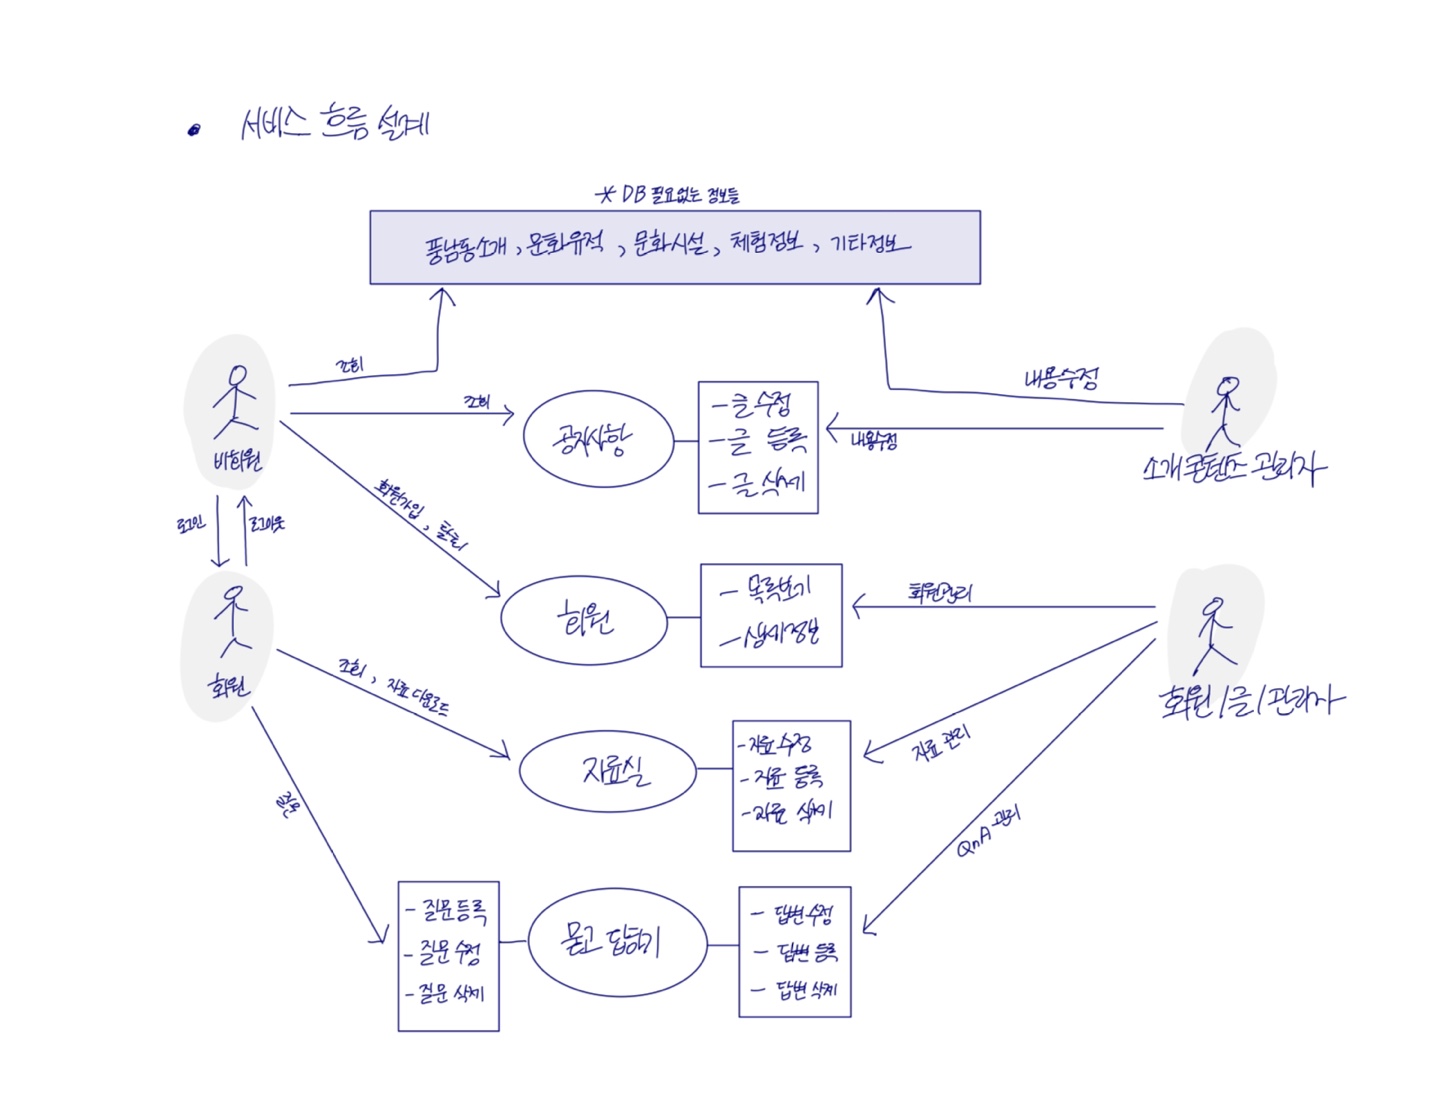 • 서비스 흐름 설계
* DB 필요없는 정보들
풍남동소개, 문화유적, 문화시설, 체험정보, 기타정보
조회
내용수정
조회
공지사항
- 글 수정
- 글 등록
- 글 삭제
내용수정
비회원
소개 콘텐츠 관리자
로그인
로그아웃
회원가입, 탈퇴
회원
- 목록보기
- 상세정보
회원관리
회원
회원/글/관리자
조회, 자료 다운로드
자료실
- 자료 수정
- 자료 등록
- 자료 삭제
자료 관리
질문
QnA 관리
- 질문등록
- 질문 수정
- 질문 삭제
묻고 답하기
- 답변 수정
- 답변 등록
- 답변 삭제